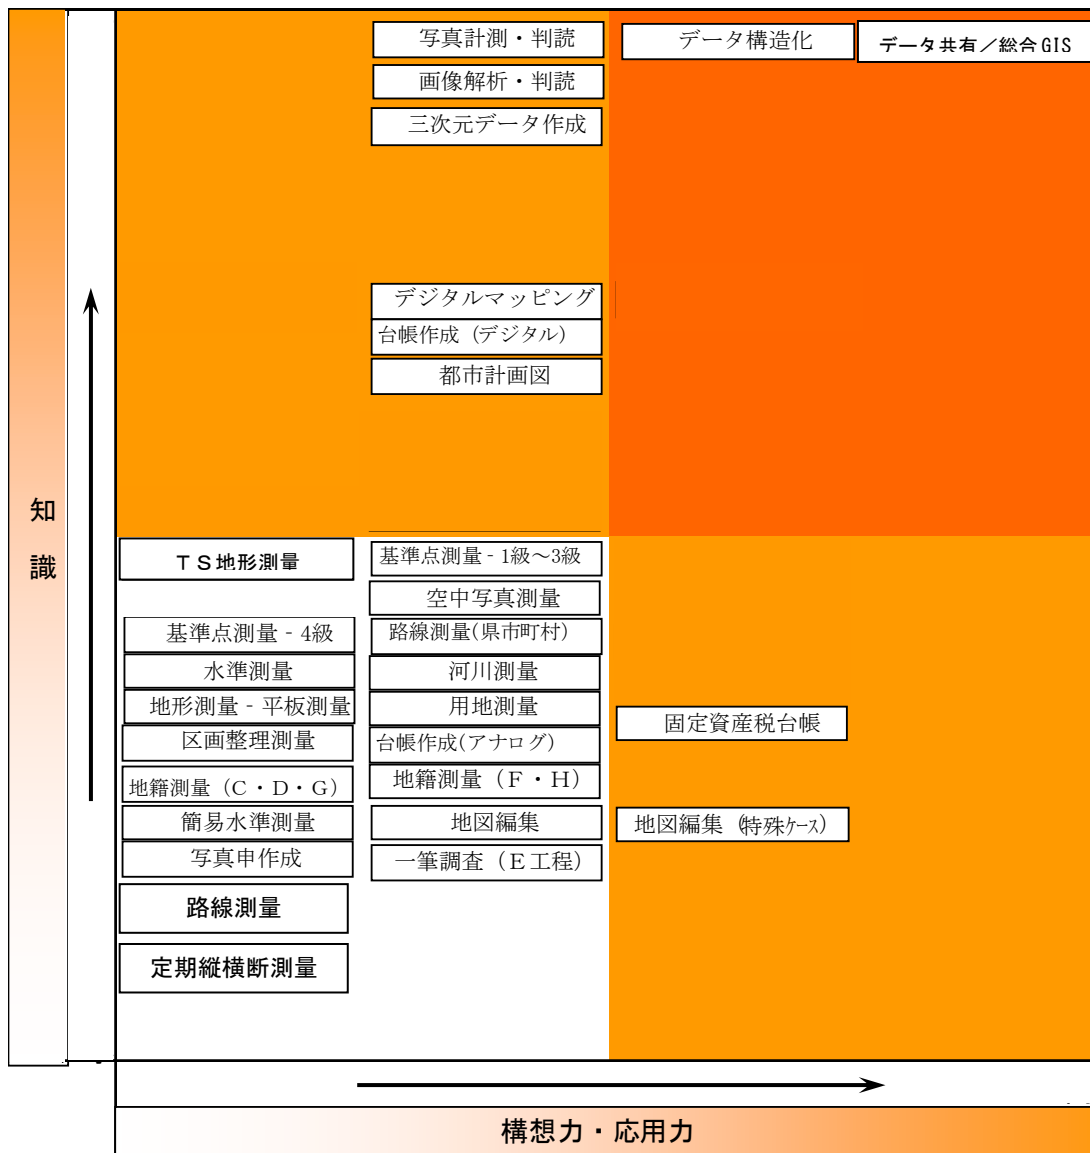 写真計測・判読
データ構造化
データ共有／総合GIS
画像解析・判読
三次元データ作成
デジタルマッピング
台帳作成（デジタル）
都市計画図
知
識
ＴＳ地形測量
基準点測量‐1級～3級
空中写真測量
基準点測量‐4級
路線測量(県市町村)
水準測量
河川測量
地形測量‐平板測量
用地測量
固定資産税台帳
区画整理測量
台帳作成(アナログ)
地籍測量（C・D・G）
地籍測量（F・H）
簡易水準測量
地図編集
地図編集（特殊ｹｰｽ）
写真申作成
一筆調査（E工程）
路線測量
定期縦横断測量
構想力・応用力